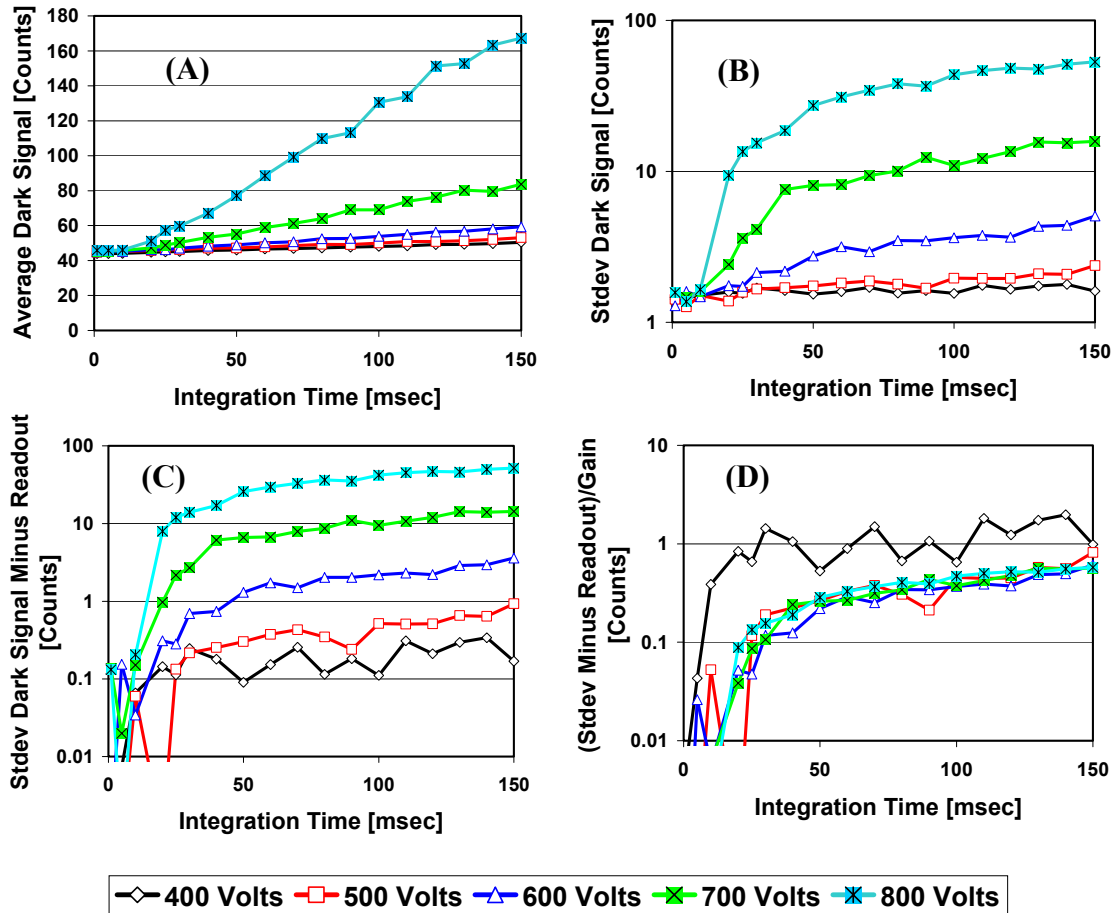 Average Dark Signal [Counts]
180
160
140
120
100
80
60
40
20
0
(A)
0 50 100 150
Integration Time [msec]
Stdev Dark Signal [Counts]
100
10
1
(B)
0 50 100 150
Integration Time [msec]
Stdev Dark Signal Minus Readout
[Counts]
100
10
1
0.1
0.01
(C)
0 50 100 150
Integration Time [msec]
(Stdev Minus Readout)/Gain
[Counts]
10
1
0.1
0.01
(D)
0 50 100 150
Integration Time [msec]
400 Volts 500 Volts 600 Volts 700 Volts 800 Volts